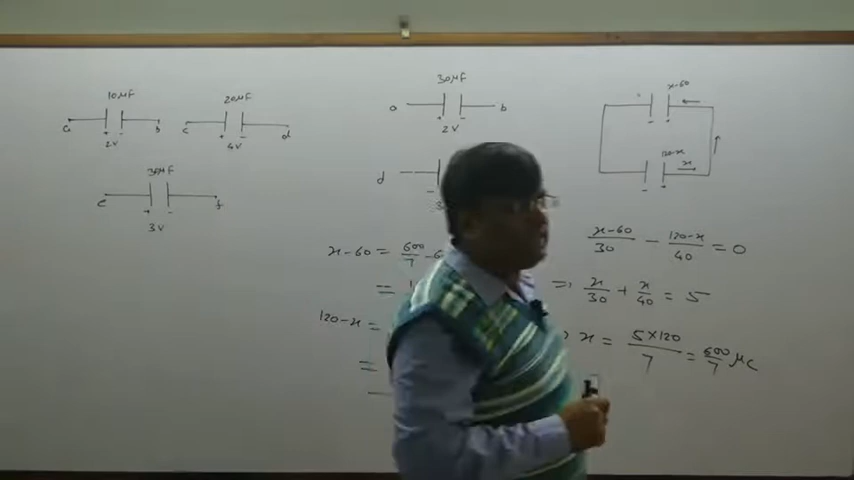 10μF
a b
+ -
2V
20μF
c d
+ -
4V
30μF
e f
+ -
3V
30μF
a b
+ -
2V
d
x-60
- +
120-x
x
- +
x-60 = 600/7 - 6
=
120-x =
=
x-60/30 - 120-x/40 = 0
=> x/30 + x/40 = 5
x = 5×120/7 = 600/7 μC